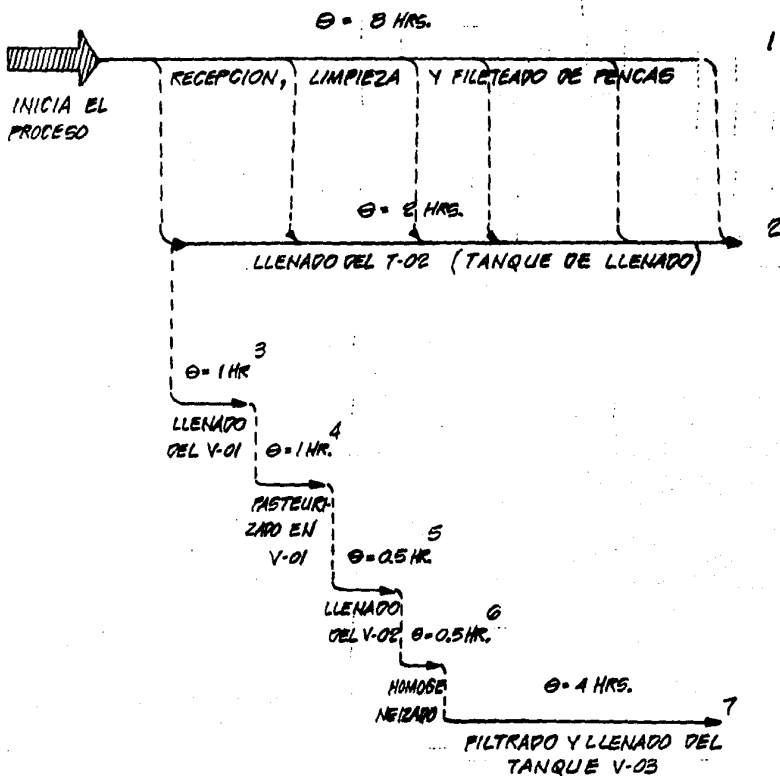 Θ = 8 HRS.
1
INICIA EL
PROCESO
RECEPCION, LIMPIEZA Y FILETEADO DE PENCAS
Θ = 2 HRS.
2
LLENADO DEL T-02 (TANQUE DE LLENADO)
Θ = 1 HR 3
LLENADO
DEL V-01
Θ = 1 HR. 4
PASTEURI-
ZADO EN
V-01
Θ = 0.5 HR. 5
LLENADO
DEL V-02
Θ = 0.5 HR. 6
HOMOGE
NEIZADO
Θ = 4 HRS.
7
FILTRADO Y LLENADO DEL
TANQUE V-03